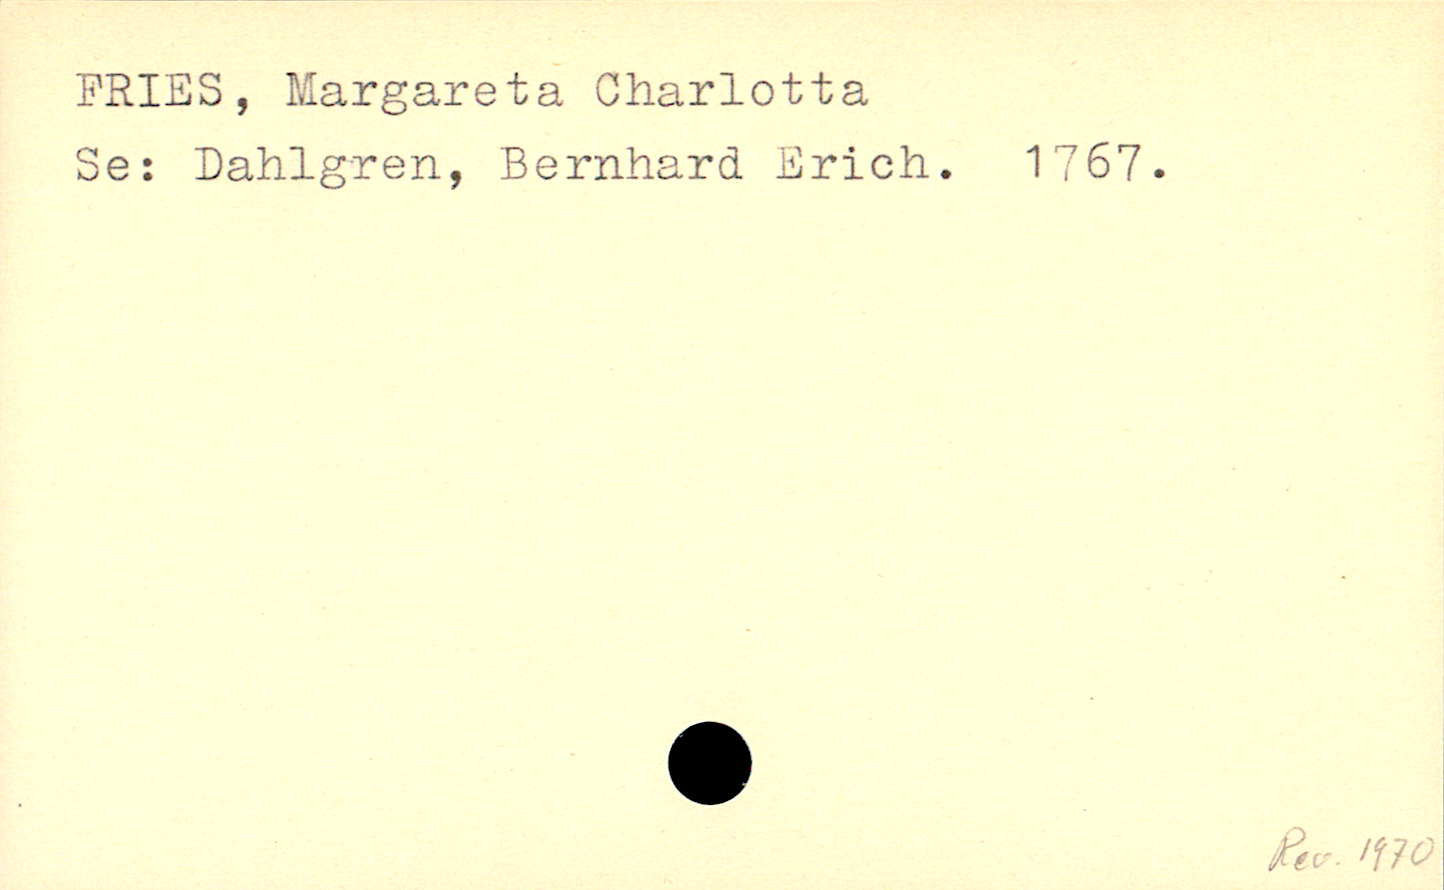 FRIES, Margareta Charlotta
Se: Dahlgren, Bernhard Erich. 1767.
Rev. 1970